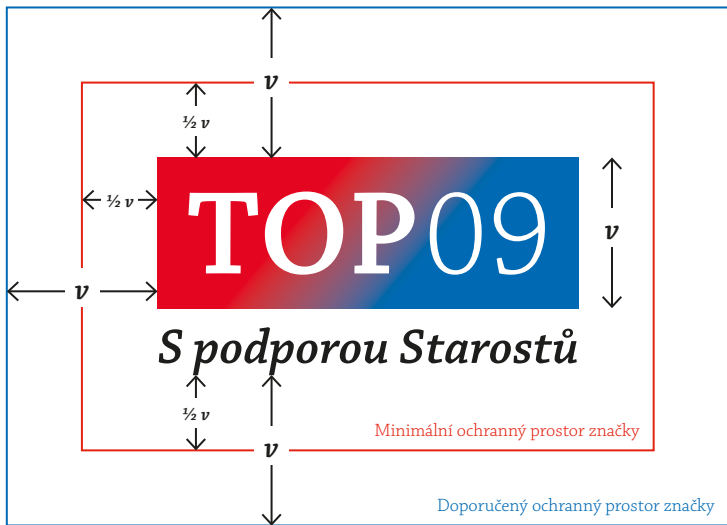 v
½ v
½ v
TOP09
v
v
S podporou Starostů
½ v
Minimální ochranný prostor značky
v
Doporučený ochranný prostor značky